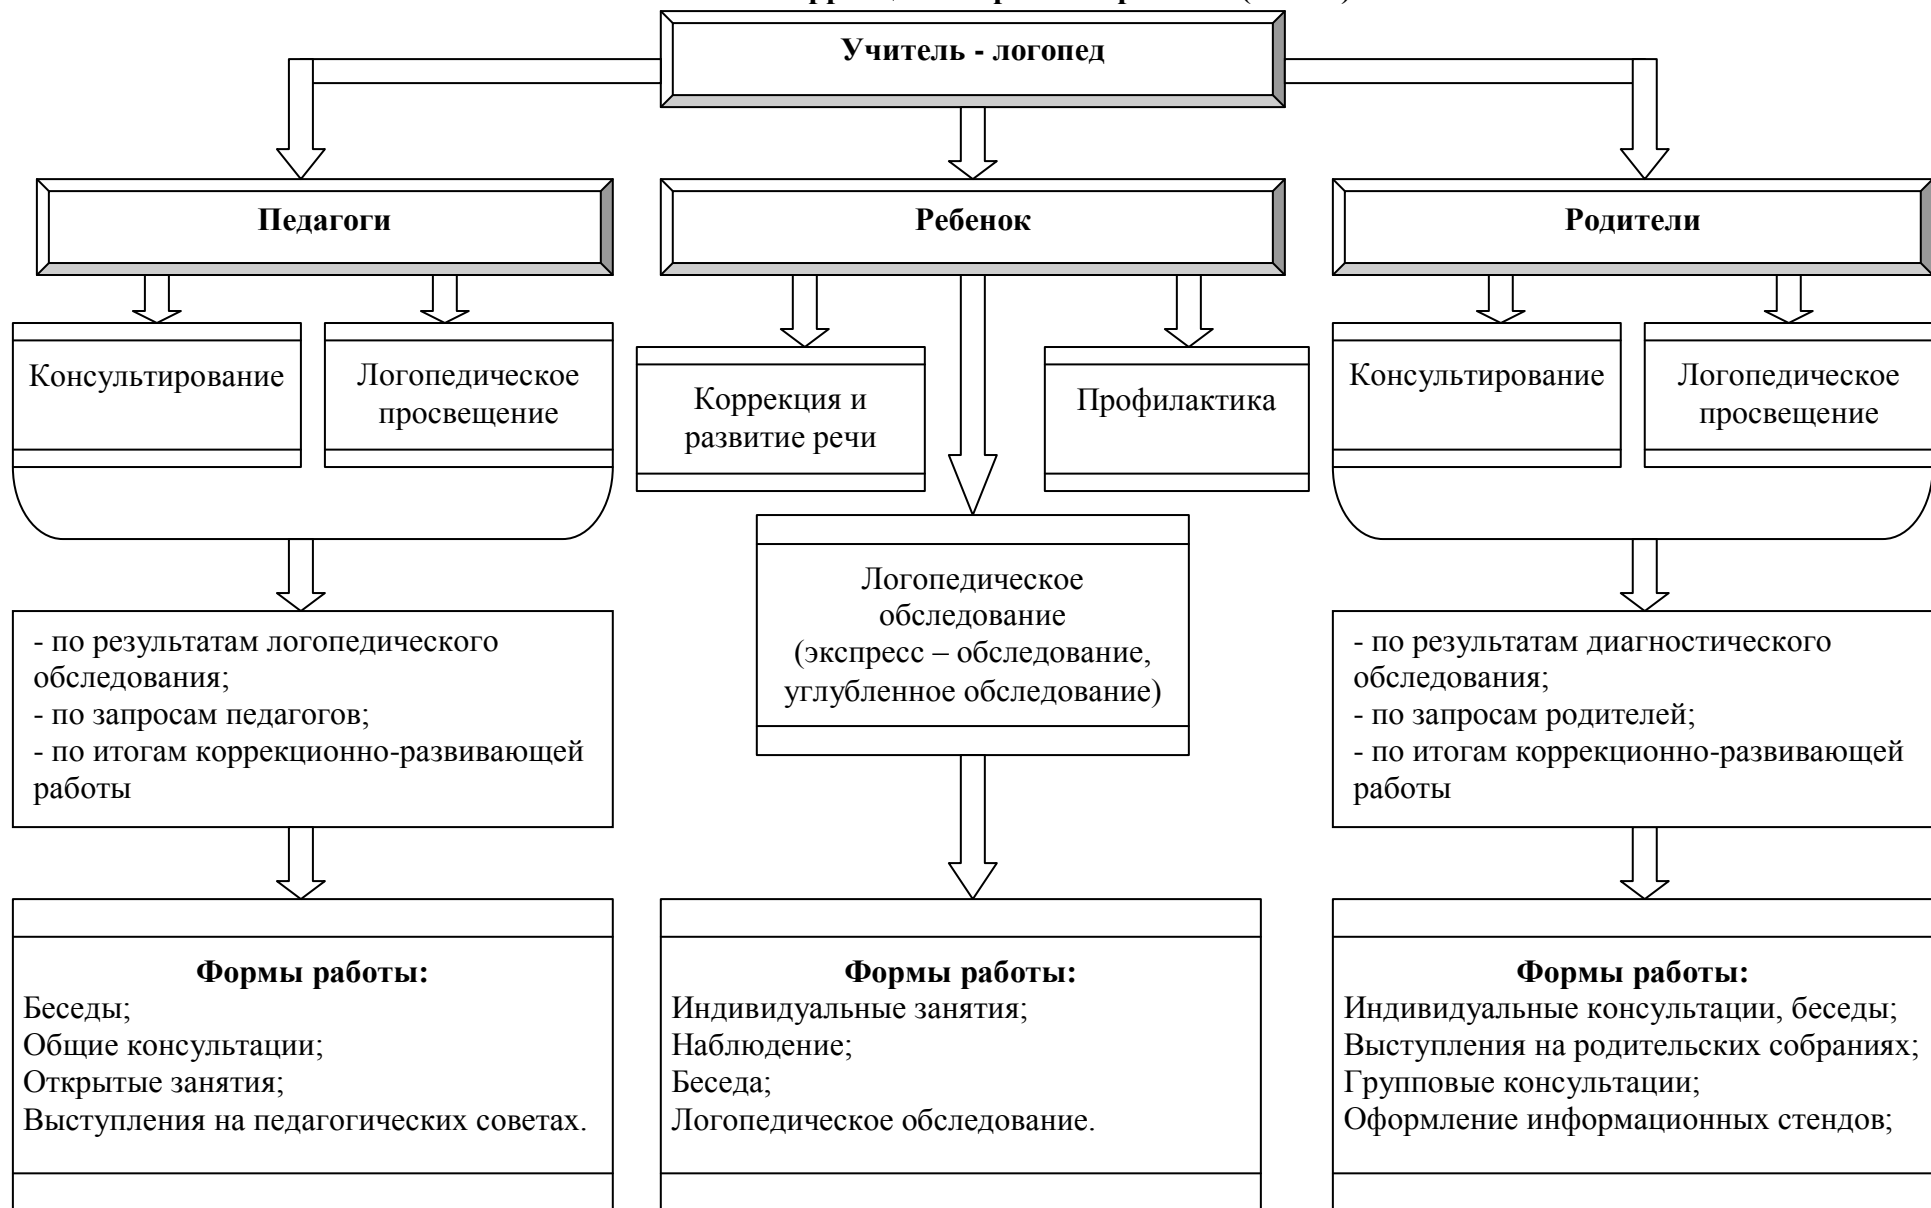 Учитель - логопед
Педагоги
Ребенок
Родители
Консультирование
Логопедическое
просвещение
Коррекция и
развитие речи
Профилактика
Консультирование
Логопедическое
просвещение
Логопедическое
обследование
(экспресс – обследование,
углубленное обследование)
- по результатам логопедического
обследования;
- по запросам педагогов;
- по итогам коррекционно-развивающей
работы
- по результатам диагностического
обследования;
- по запросам родителей;
- по итогам коррекционно-развивающей
работы
Формы работы:
Беседы;
Общие консультации;
Открытые занятия;
Выступления на педагогических советах.
Формы работы:
Индивидуальные занятия;
Наблюдение;
Беседа;
Логопедическое обследование.
Формы работы:
Индивидуальные консультации, беседы;
Выступления на родительских собраниях;
Групповые консультации;
Оформление информационных стендов;